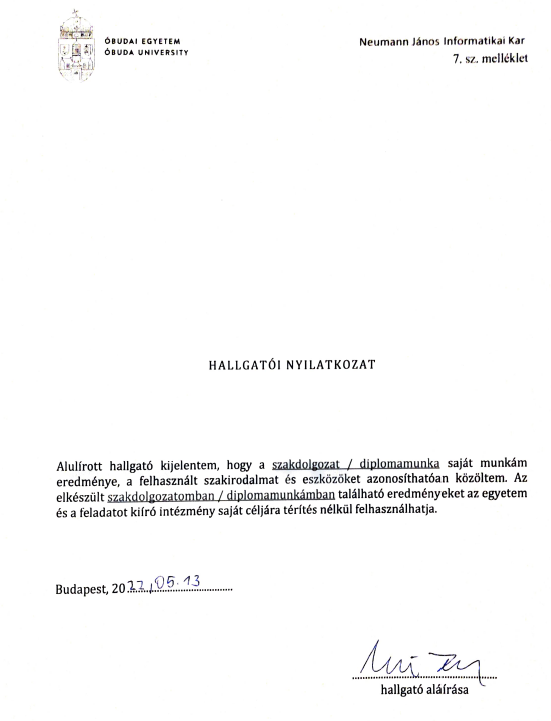 ÓBUDAI EGYETEM
ÓBUDA UNIVERSITY
Neumann János Informatikai Kar
7. sz. melléklet
HALLGATÓI NYILATKOZAT
Alulírott hallgató kijelentem, hogy a szakdolgozat / diplomamunka saját munkám
eredménye, a felhasznált szakirodalmat és eszközöket azonosíthatóan közöltem. Az
elkészült szakdolgozatomban / diplomamunkámban található eredményeket az egyetem
és a feladatot kiíró intézmény saját céljára térítés nélkül felhasználhatja.
Budapest, 2022,05.13
hallgató aláírása